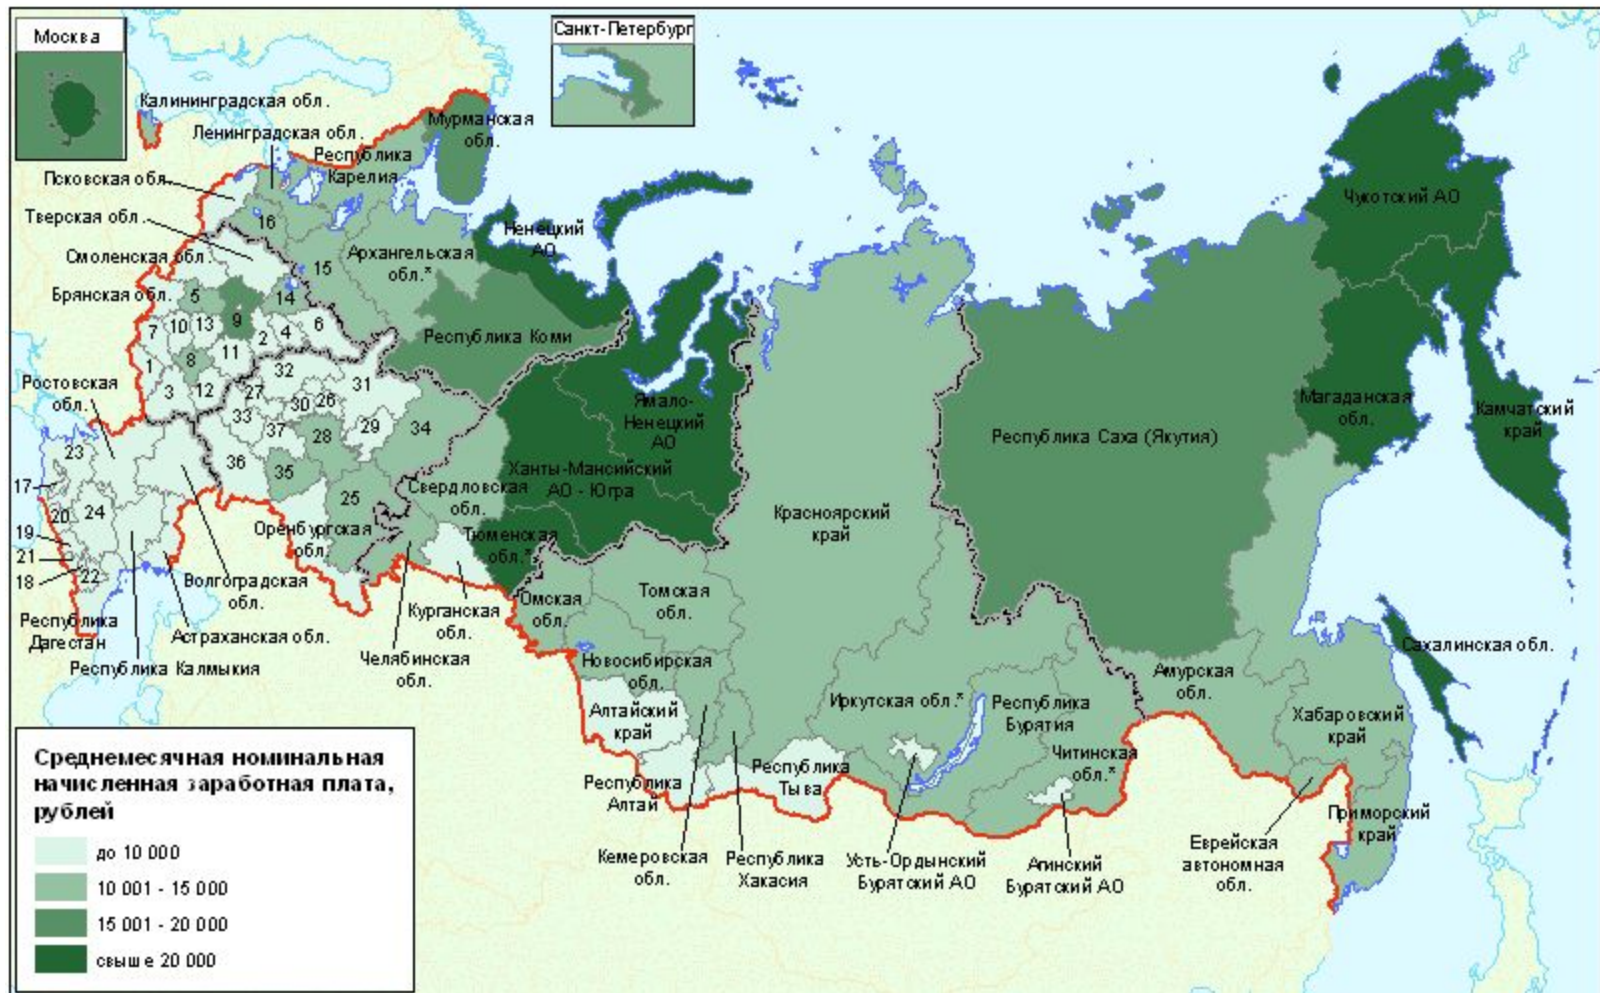 Москва
Санкт-Петербург
Калининградская обл.
Ленинградская обл.
Мурманская
обл.
Республика
Карелия
Псковская обл.
Тверская обл.
Смоленская обл.
Брянская обл.
Архангельская
обл.*
Ненецкий
АО
Чукотский АО
16
15
5
14
9
7
10
13
2
4
6
1
8
11
3
12
Республика Коми
Ростовская
обл.
32
31
27
30
26
33
37
28
29
34
36
35
25
23
17
24
20
19
21
18
22
Ямало-
Ненецкий
АО
Ханты-Мансийский
АО - Югра
Свердловская
обл.
Тюменская
обл.*
Оренбургская
обл.
Красноярский
край
Республика Саха (Якутия)
Магаданская
обл.
Камчатский
край
Волгоградская
обл.
Республика
Дагестан
Астраханская обл.
Республика Калмыкия
Курганская
обл.
Челябинская
обл.
Омская
обл.
Томская
обл.
Новосибирская
обл.
Алтайский
край
Республика
Алтай
Республика
Тыва
Иркутская обл.*
Республика
Бурятия
Читинская
обл.*
Амурская
обл.
Хабаровский
край
Сахалинская обл.
Приморский
край
Еврейская
автономная
обл.
Кемеровская
обл.
Республика
Хакасия
Усть-Ордынский
Бурятский АО
Агинский
Бурятский АО
Среднемесячная номинальная
начисленная заработная плата,
рублей
до 10 000
10 001 - 15 000
15 001 - 20 000
свыше 20 000